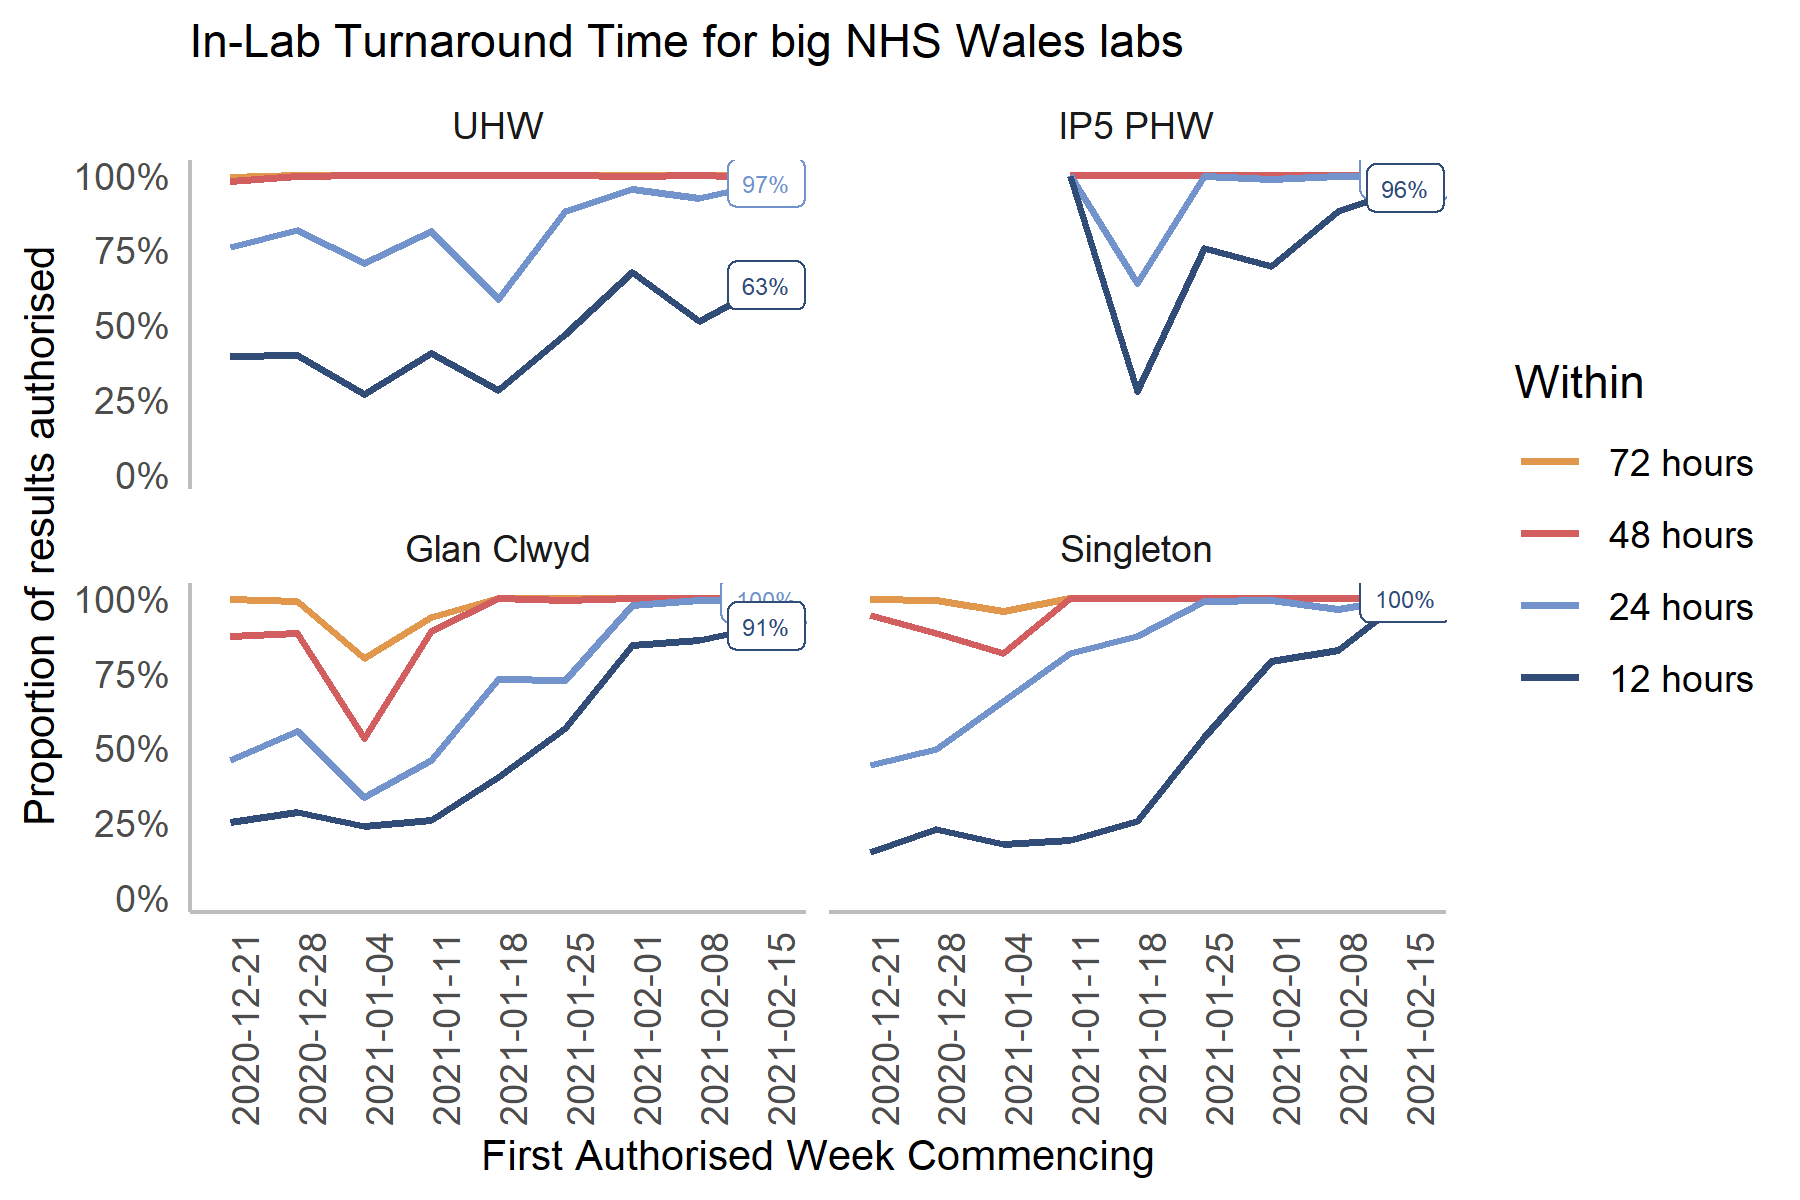 In-Lab Turnaround Time for big NHS Wales labs
UHW
IP5 PHW
100%
75%
50%
25%
0%
97%
63%
96%
Glan Clwyd
Singleton
100%
75%
50%
25%
0%
100%
91%
100%
Proportion of results authorised
2020-12-21
2020-12-28
2021-01-04
2021-01-11
2021-01-18
2021-01-25
2021-02-01
2021-02-08
2021-02-15
2020-12-21
2020-12-28
2021-01-04
2021-01-11
2021-01-18
2021-01-25
2021-02-01
2021-02-08
2021-02-15
First Authorised Week Commencing
Within
72 hours
48 hours
24 hours
12 hours